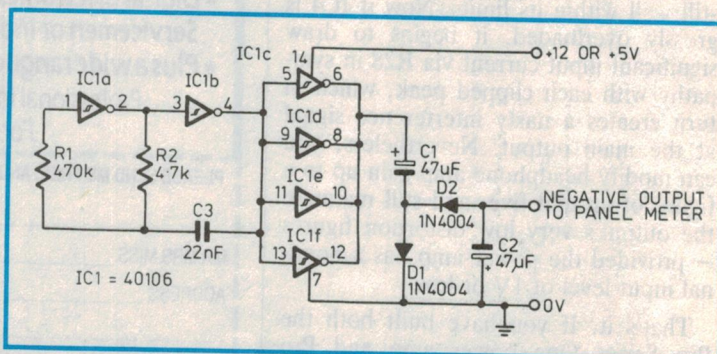 IC1c
14
+12 OR +5V
IC1a
IC1b
5
6
1
2
3
4
IC1d
9
8
C1
47uF
R1
470k
R2
4.7k
IC1e
11
10
D2
1N4004
NEGATIVE OUTPUT
TO PANEL METER
C3
22nF
IC1f
13
12
7
C2
47µF
D1
1N4004
IC1 = 40106
0V